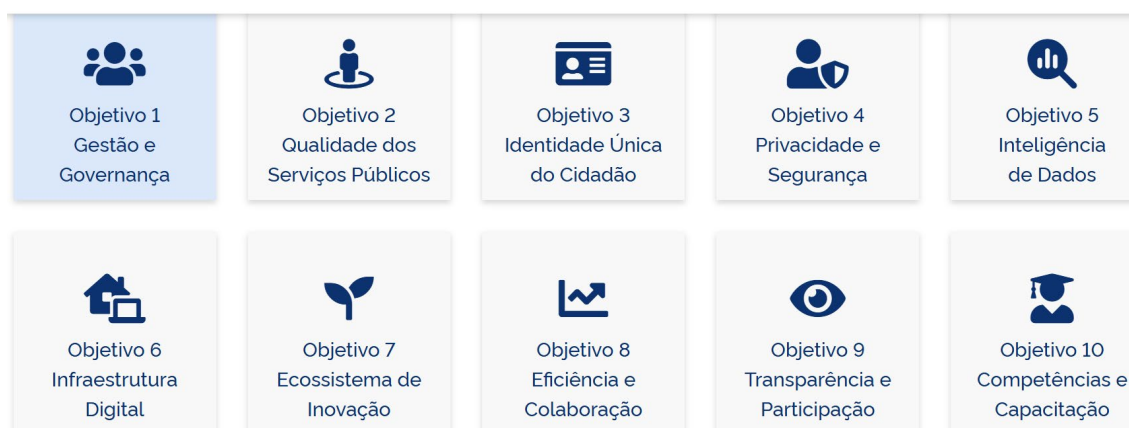 Objetivo 1
Gestão e
Governança
Objetivo 2
Qualidade dos
Serviços Públicos
Objetivo 3
Identidade Única
do Cidadão
Objetivo 4
Privacidade e
Segurança
Objetivo 5
Inteligência
de Dados
Objetivo 6
Infraestrutura
Digital
Objetivo 7
Ecossistema de
Inovação
Objetivo 8
Eficiência e
Colaboração
Objetivo 9
Transparência e
Participação
Objetivo 10
Competências e
Capacitação